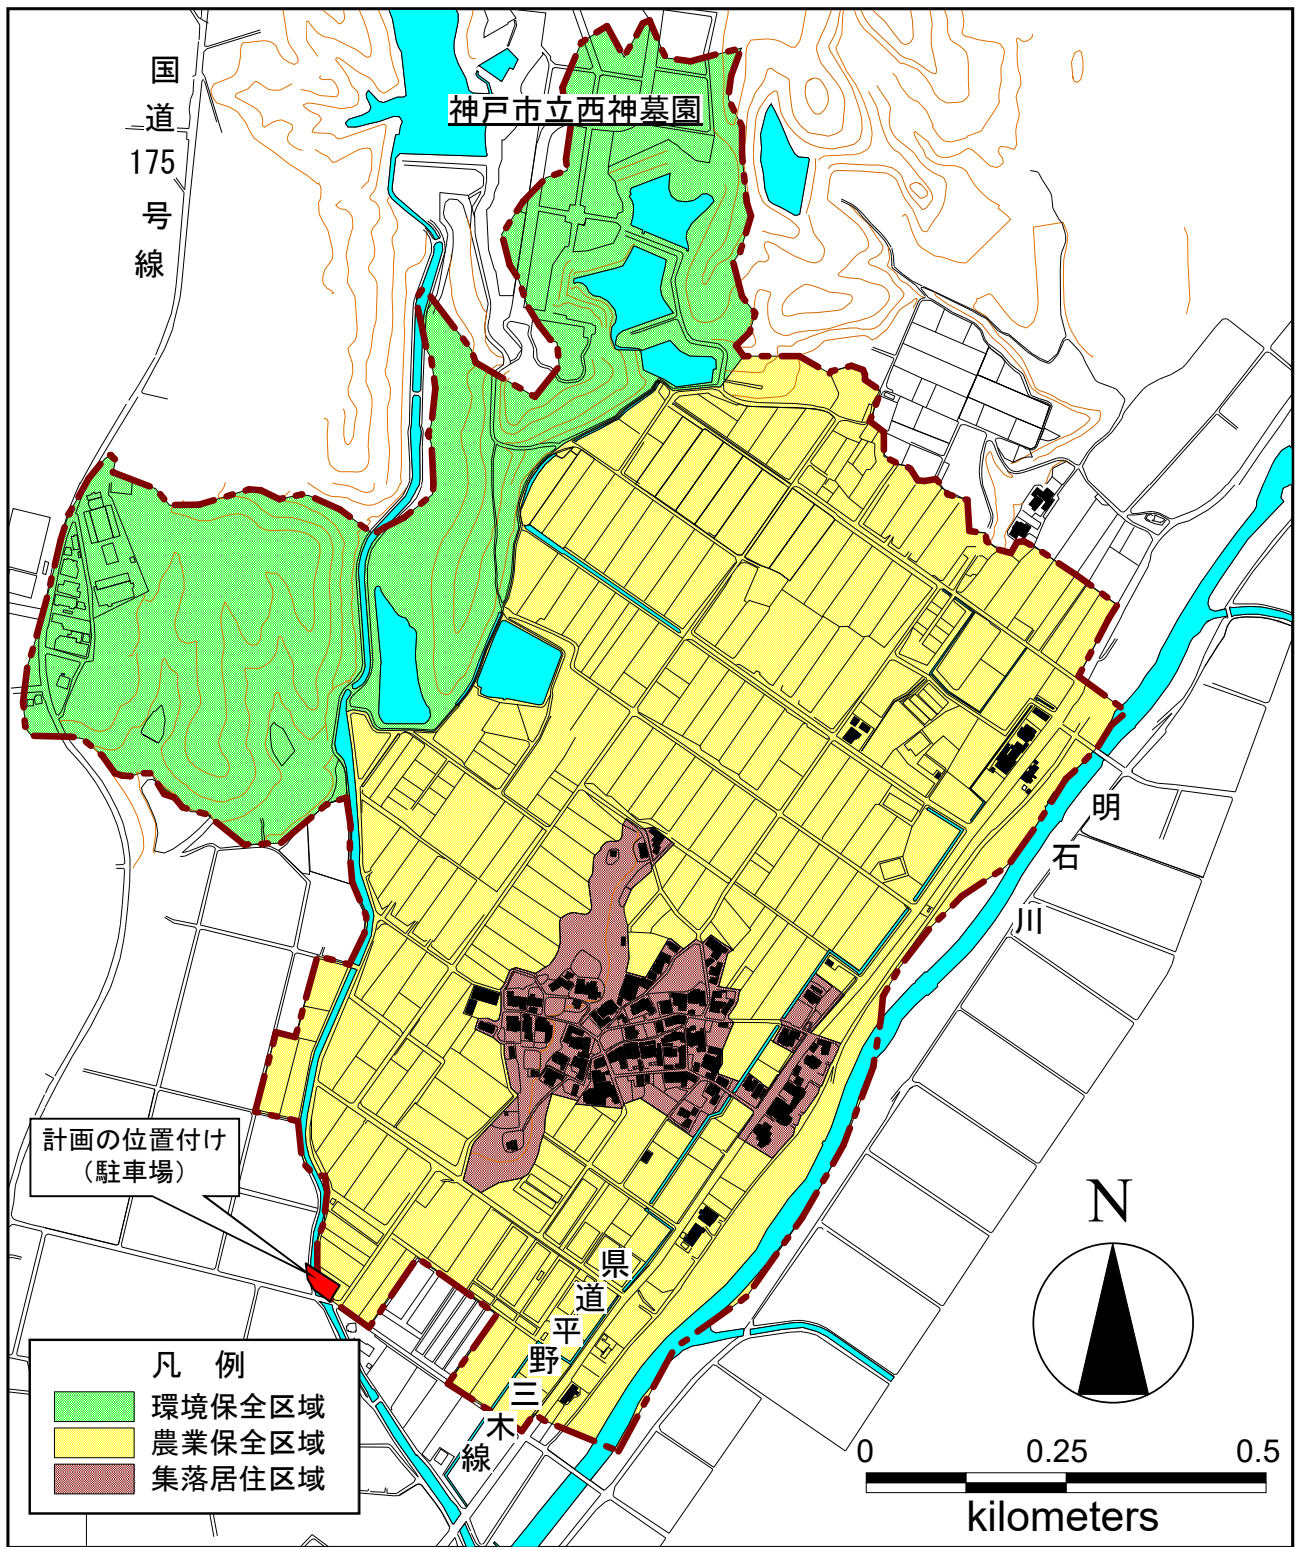 国道175号線
神戸市立西神墓園
明石川
計画の位置付け
（駐車場）
N
県道平野三木線
凡 例
環境保全区域
農業保全区域
集落居住区域
0 0.25 0.5
kilometers